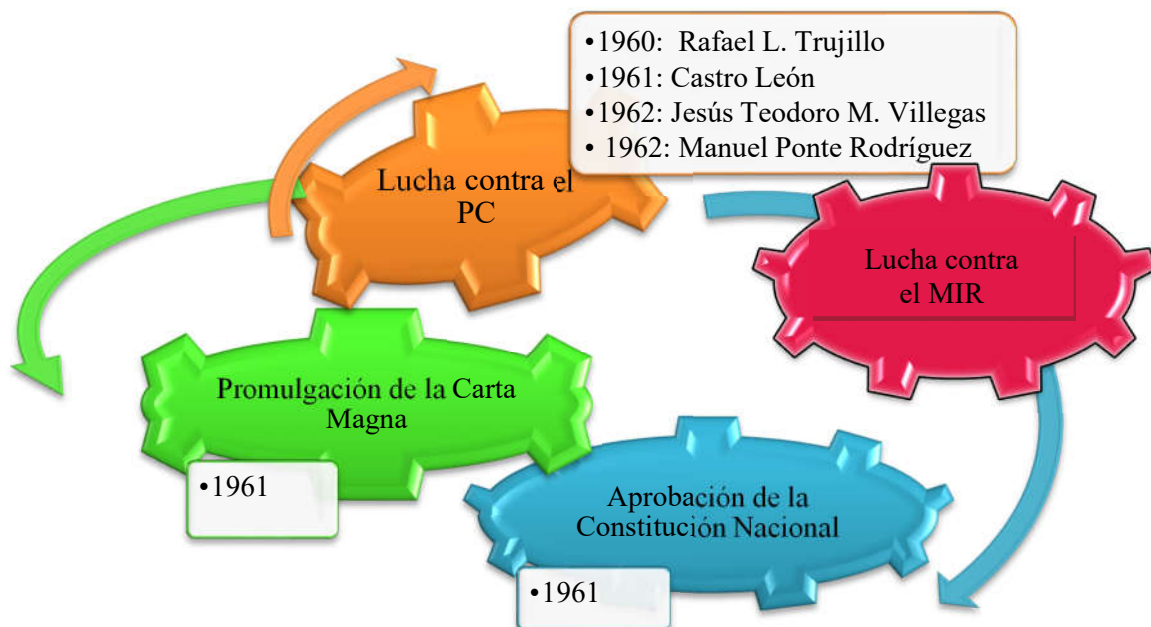 •1960: Rafael L. Trujillo
•1961: Castro León
•1962: Jesús Teodoro M. Villegas
• 1962: Manuel Ponte Rodríguez
Lucha contra el
PC
Lucha contra
el MIR
Promulgación de la Carta
Magna
•1961
Aprobación de la
Constitución Nacional
•1961